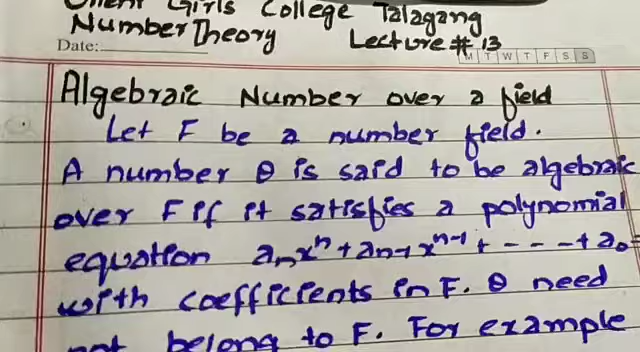 Girls College Talagang
Number Theory Lecture # 13
Date: M T W T F S S
Algebraic Number over a field
Let F be a number field.
A number θ is said to be algebraic
over F if it satisfies a polynomial
equation aₙxⁿ + aₙ₋₁xⁿ⁻¹ + - - - + a₀ =
with coefficients in F. θ need
not belong to F. For example